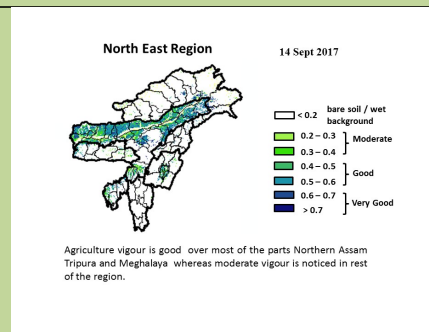 North East Region
14 Sept 2017
< 0.2 bare soil / wet
background
0.2 – 0.3
Moderate
0.3 – 0.4
0.4 – 0.5
Good
0.5 – 0.6
0.6 – 0.7
Very Good
> 0.7
Agriculture vigour is good over most of the parts Northern Assam
Tripura and Meghalaya whereas moderate vigour is noticed in rest
of the region.